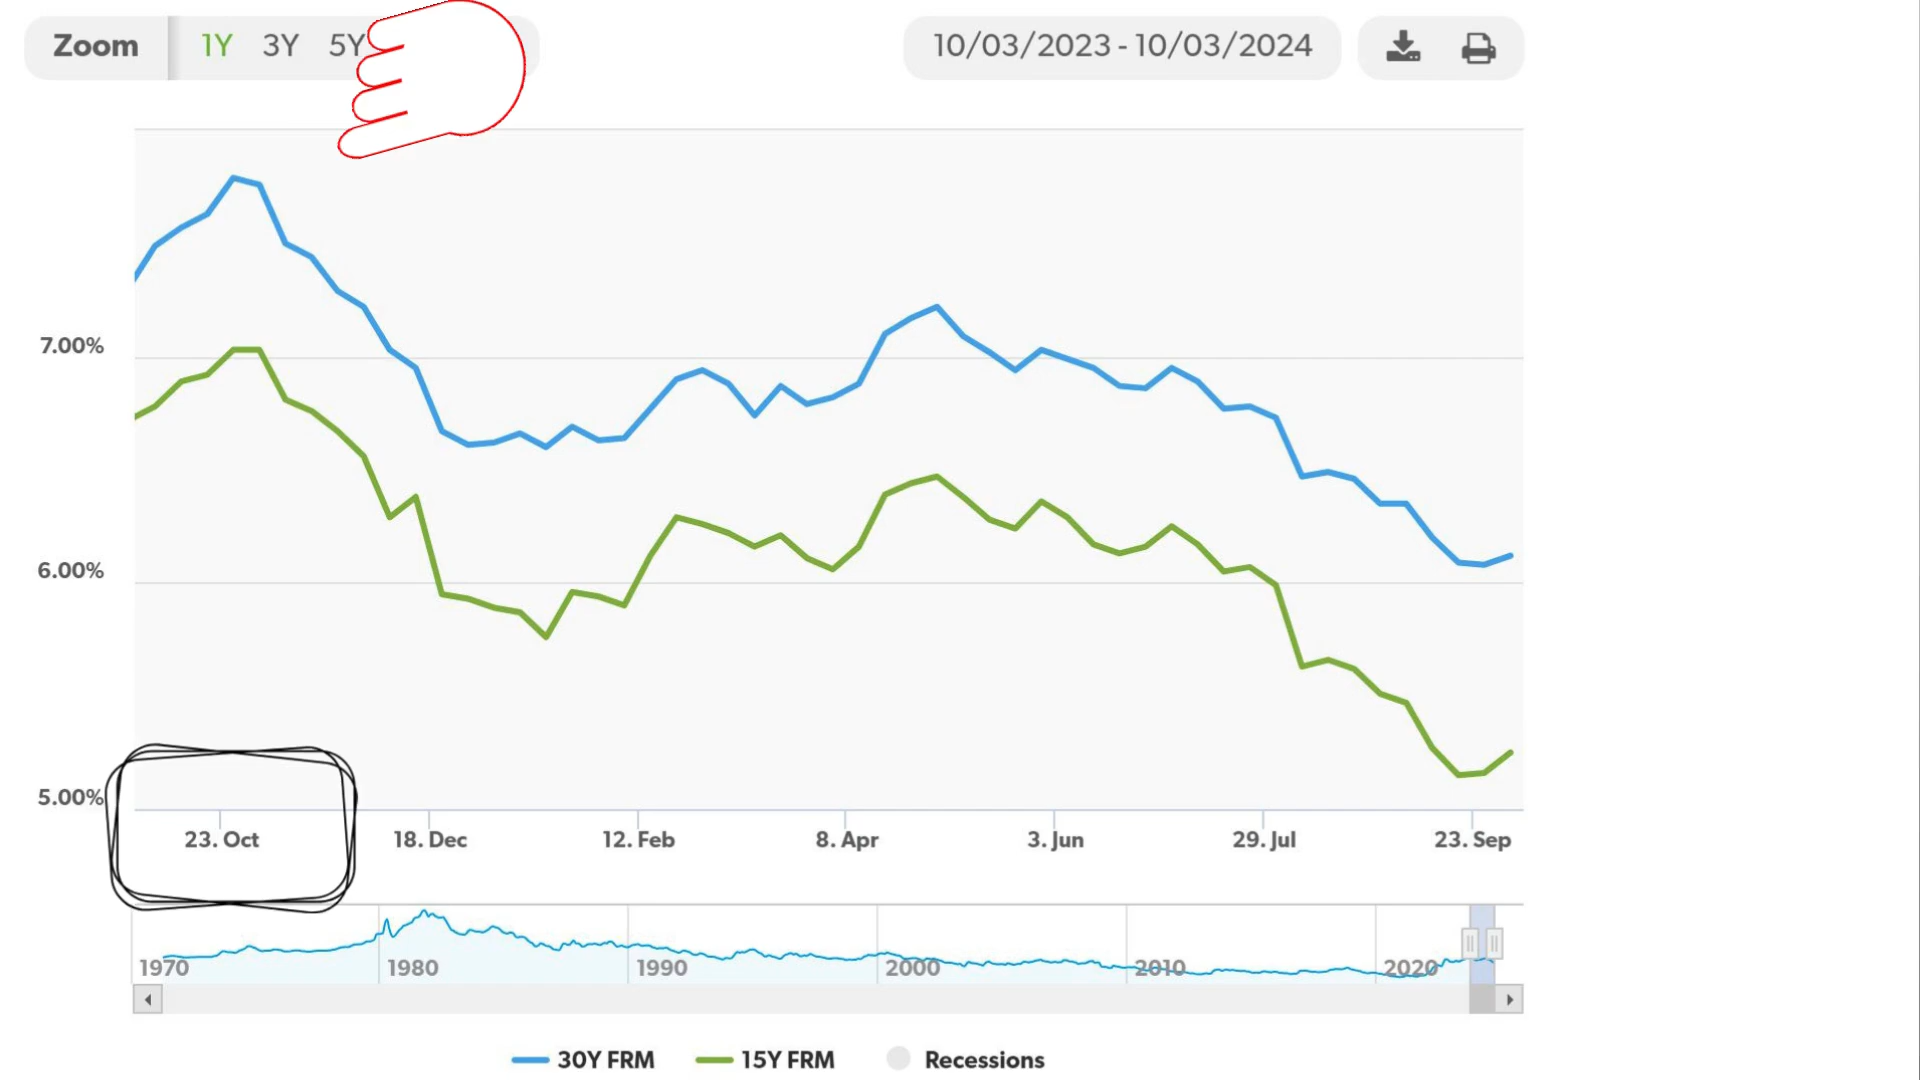 Zoom 1Y 3Y 5Y 10/03/2023 - 10/03/2024
7.00%
6.00%
5.00%
23. Oct 18. Dec 12. Feb 8. Apr 3. Jun 29. Jul 23. Sep
1970 1980 1990 2000 2010 2020
30Y FRM 15Y FRM Recessions